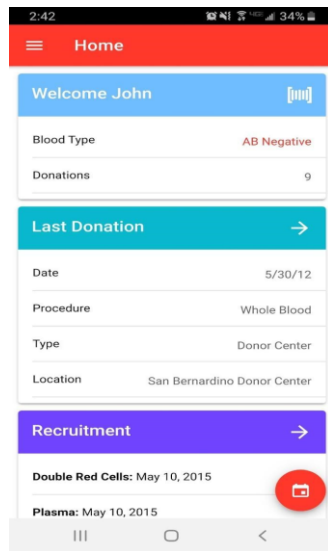 2:42 34%
Home
Welcome John
Blood Type AB Negative
Donations 9
Last Donation
Date 5/30/12
Procedure Whole Blood
Type Donor Center
Location San Bernardino Donor Center
Recruitment
Double Red Cells: May 10, 2015
Plasma: May 10, 2015